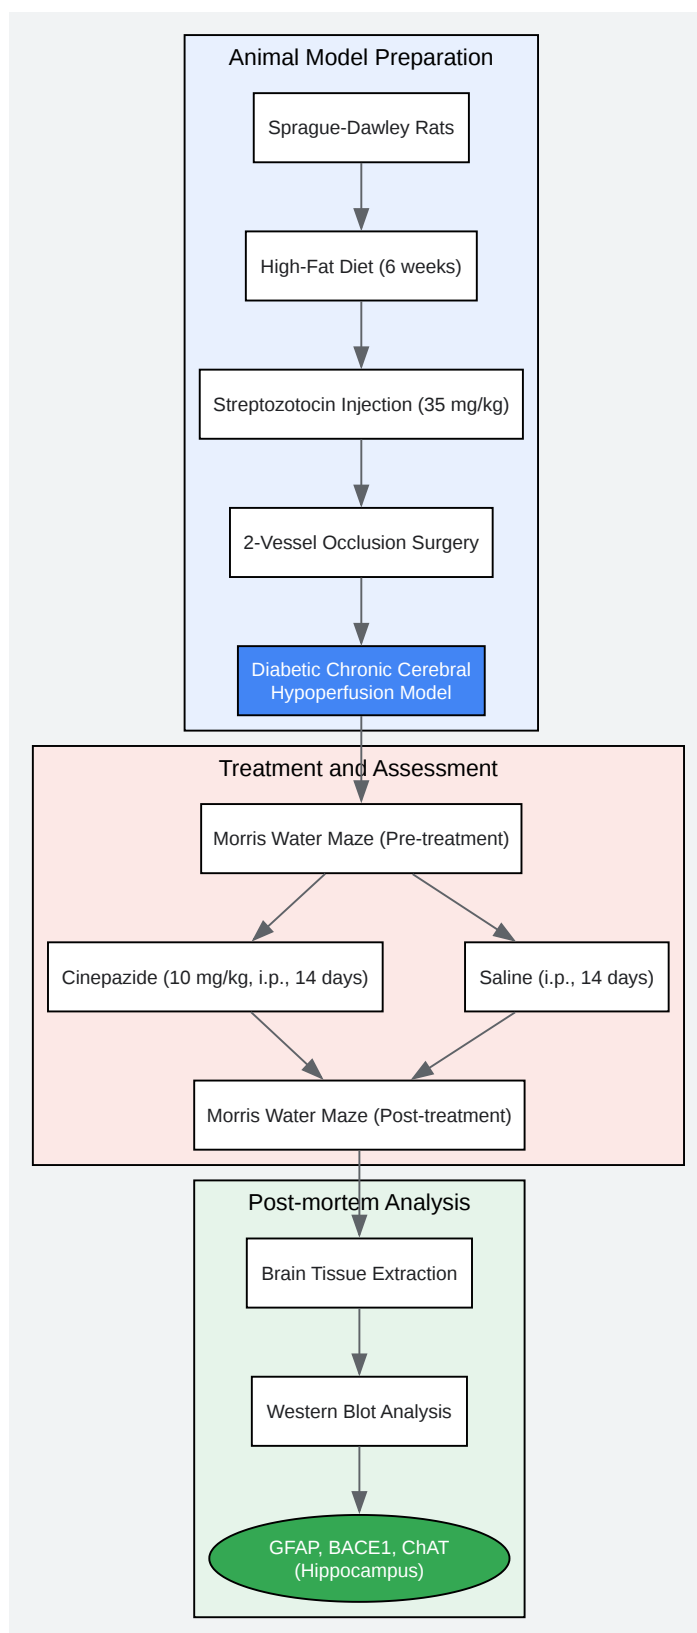 Animal Model Preparation
Sprague-Dawley Rats
High-Fat Diet (6 weeks)
Streptozotocin Injection (35 mg/kg)
2-Vessel Occlusion Surgery
Diabetic Chronic Cerebral
Hypoperfusion Model
Treatment and Assessment
Morris Water Maze (Pre-treatment)
Cinepazide (10 mg/kg, i.p., 14 days)
Saline (i.p., 14 days)
Morris Water Maze (Post-treatment)
Post-mortem Analysis
Brain Tissue Extraction
Western Blot Analysis
GFAP, BACE1, ChAT
(Hippocampus)